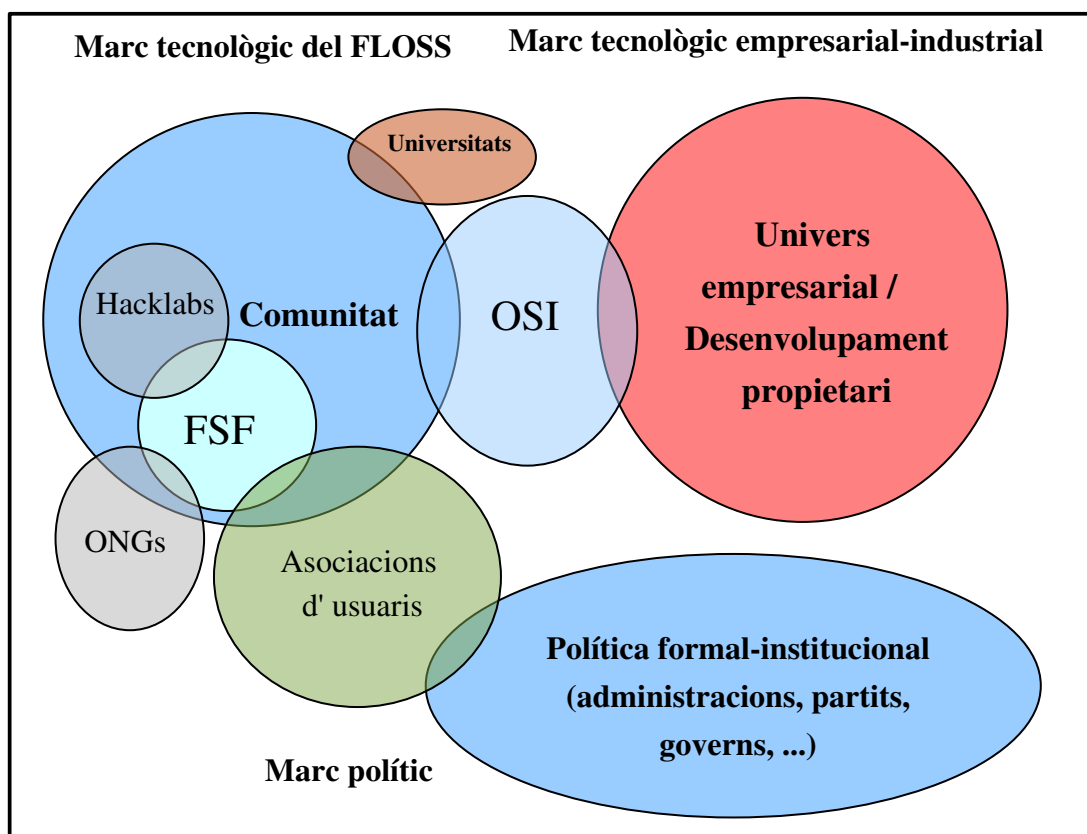 Marc tecnològic del FLOSS
Marc tecnològic empresarial-industrial
Universitats
Hacklabs
Comunitat
OSI
Univers
empresarial /
Desenvolupament
propietari
FSF
ONGs
Asociacions
d' usuaris
Política formal-institucional
(administracions, partits,
governs, ...)
Marc polític